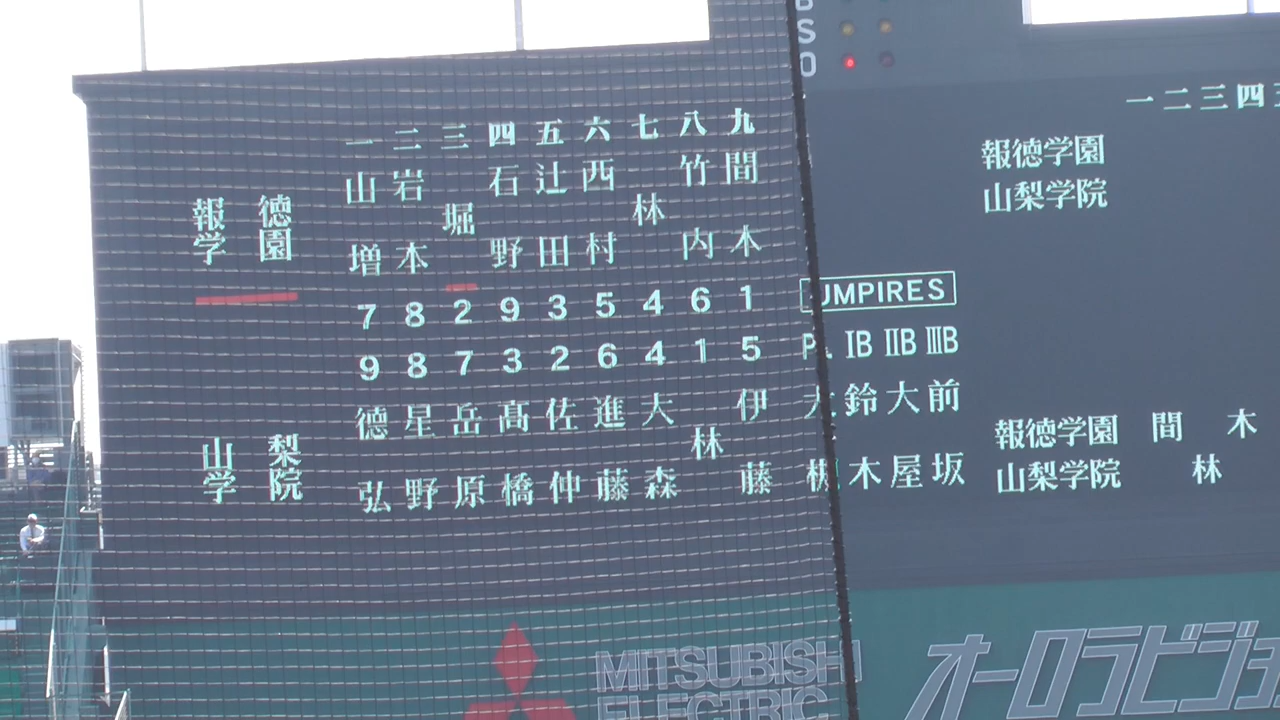 B
S
O
一 二 三 四 五 六 七 八 九
報徳学園
山増 岩本 堀 石野 辻田 西村 林 竹内 間木
7 8 2 9 3 5 4 6 1
9 8 7 3 2 6 4 1 5
山梨学院
徳弘 星野 岳原 髙橋 佐仲 進藤 大森 林 伊藤
UMPIRES
P. IB ⅡB ⅢB
大槻 鈴木 大屋 前坂
一 二 三 四
報徳学園
山梨学院
報徳学園 間木
山梨学院 林
MITSUBISHI
ELECTRIC
オーロラビジョ